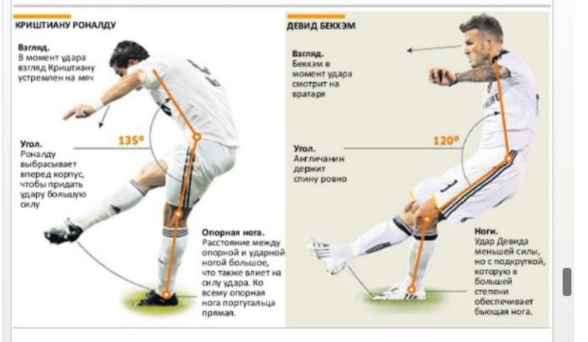 КРИШТИАНУ РОНАЛДУ
Взгляд.
В момент удара
взгляд Криштиану
устремлен на мяч
135º
Угол.
Роналду
выбрасывает
вперед корпус,
чтобы придать
удару большую
силу
Опорная нога.
Расстояние между
опорной и ударной
ногой большое,
что также влиет на
силу удара. Ко
всему опорная
нога португальца
прямая.
ДЕВИД БЕКХЭМ
Взгляд.
Бекхэм в
момент удара
смотрит на
вратаря
120º
Угол.
Англичанин
держит
спину ровно
Ноги.
Удар Девида
меньшей силы,
но с подкруткой,
которую в
большей
степени
обеспечивает
бьющая нога.